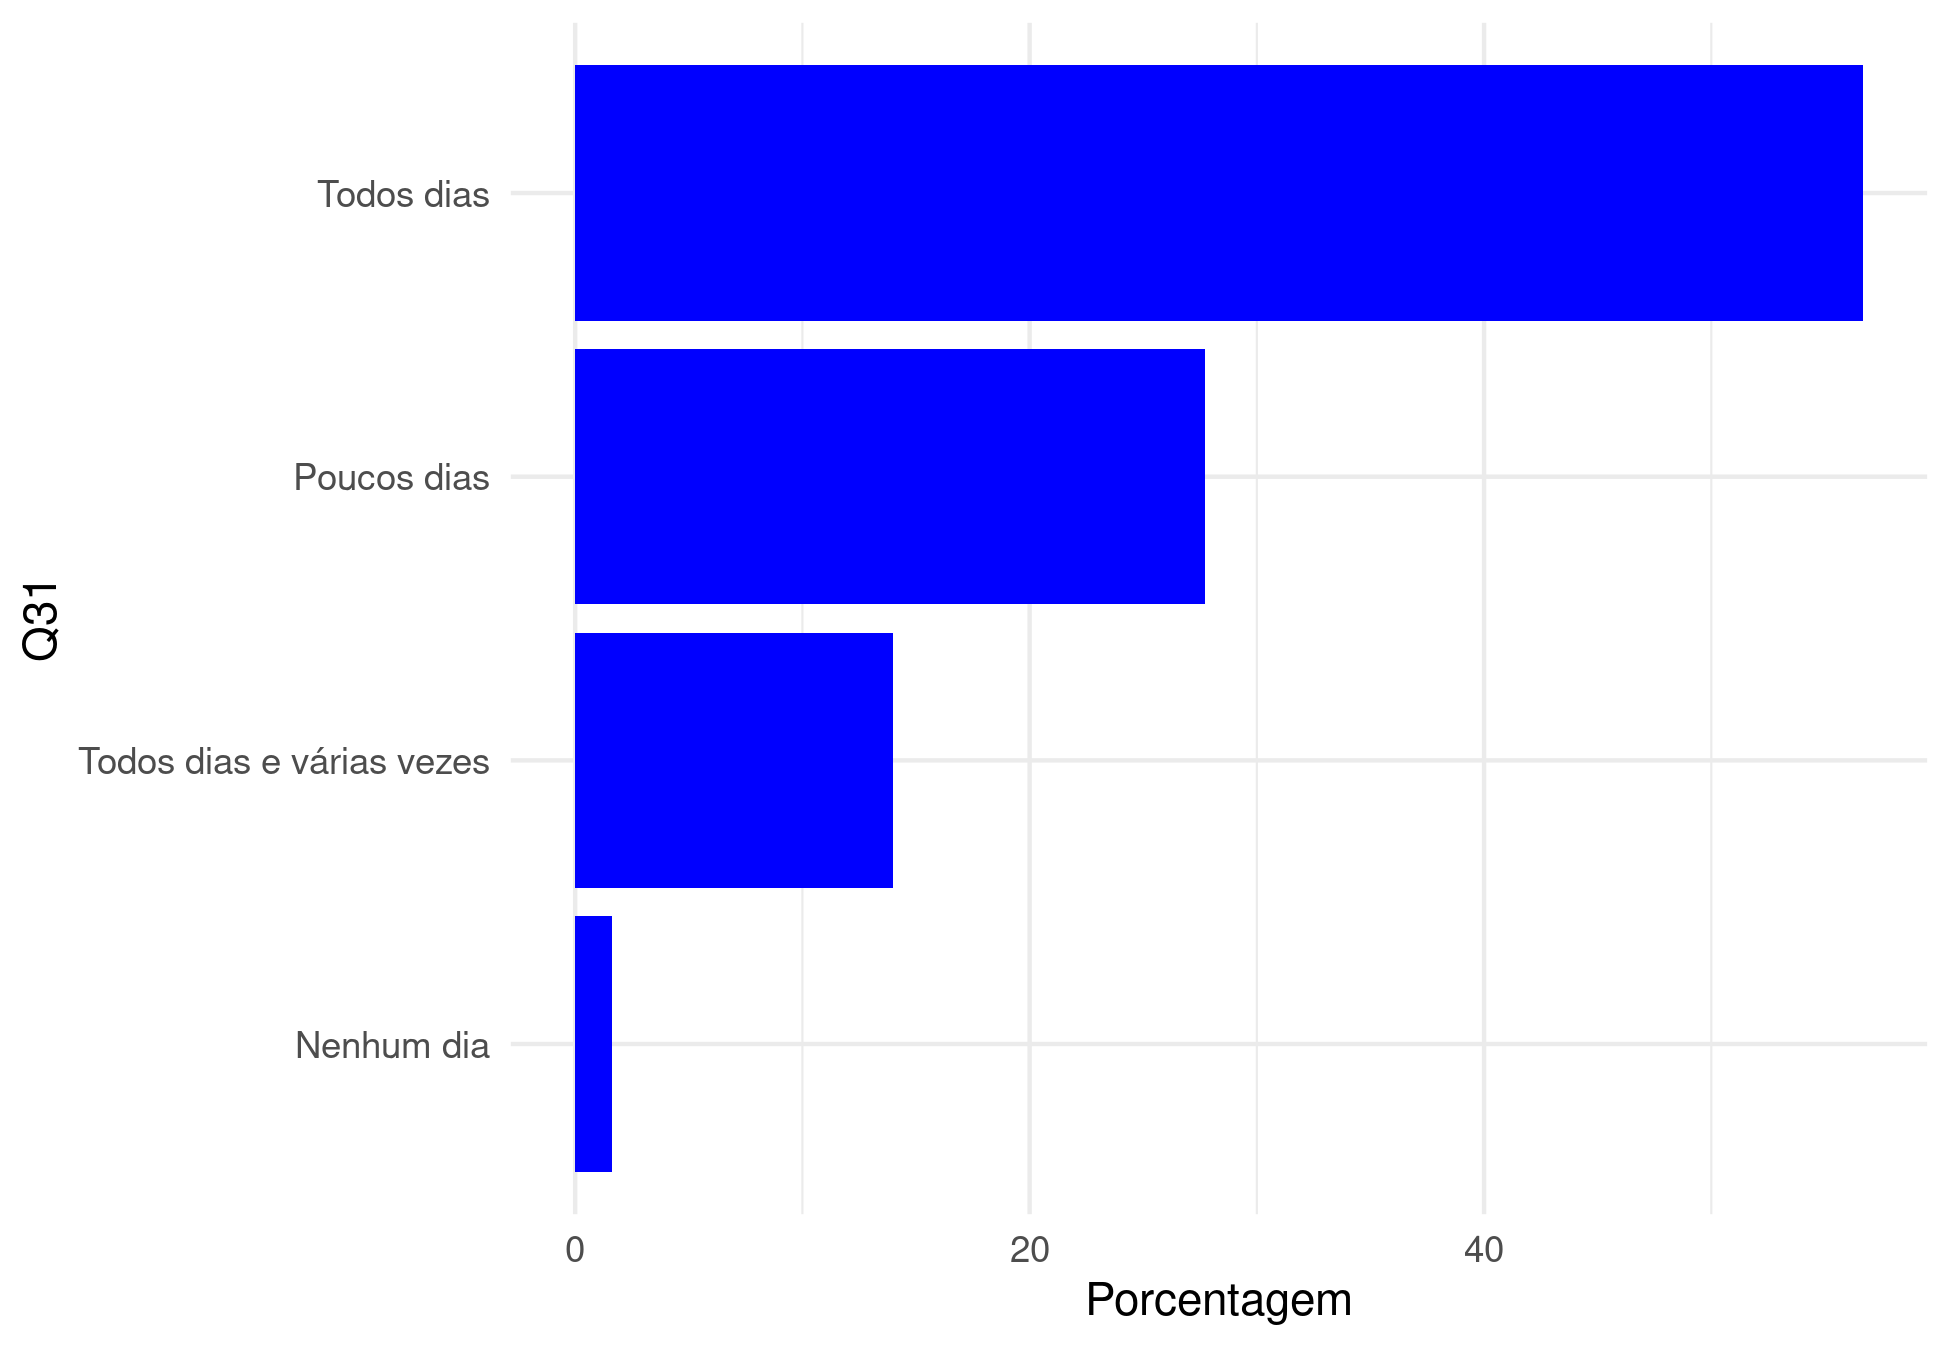 Todos dias
Poucos dias
Q31
Todos dias e várias vezes
Nenhum dia
0 20 40
Porcentagem